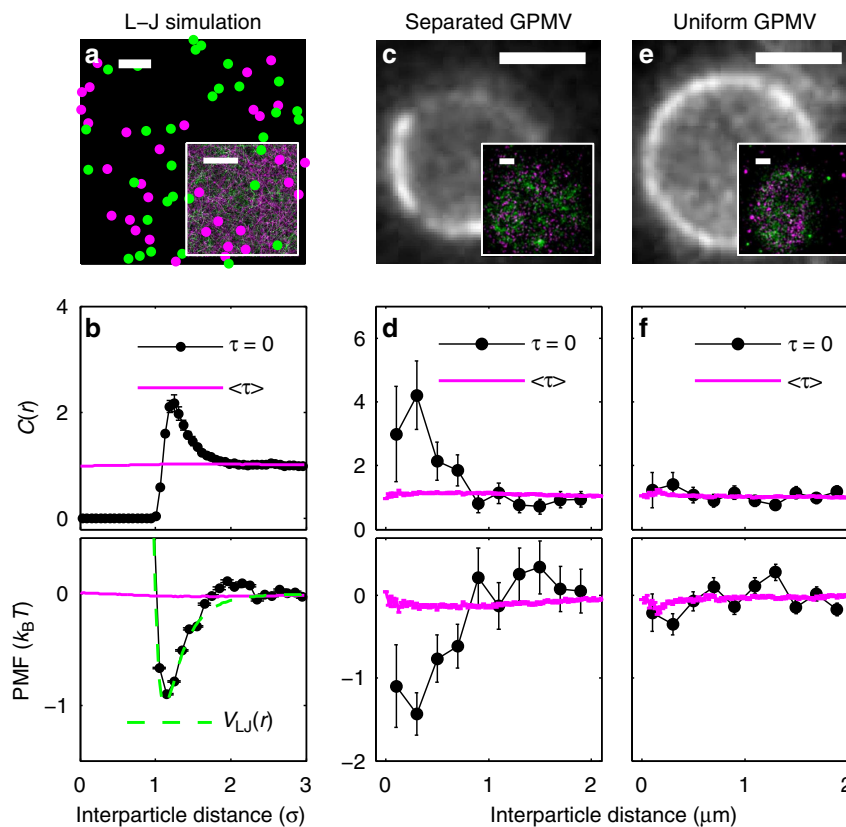 L–J simulation
Separated GPMV
Uniform GPMV
a
c
e
b
4
2
0
C(r)
τ = 0
<τ>
d
6
4
2
0
τ = 0
<τ>
f
τ = 0
<τ>
0
−1
PMF (kBT)
VLJ(r)
0 1 2 3
Interparticle distance (σ)
0
−1
−2
0 1 2
0 1 2
Interparticle distance (μm)